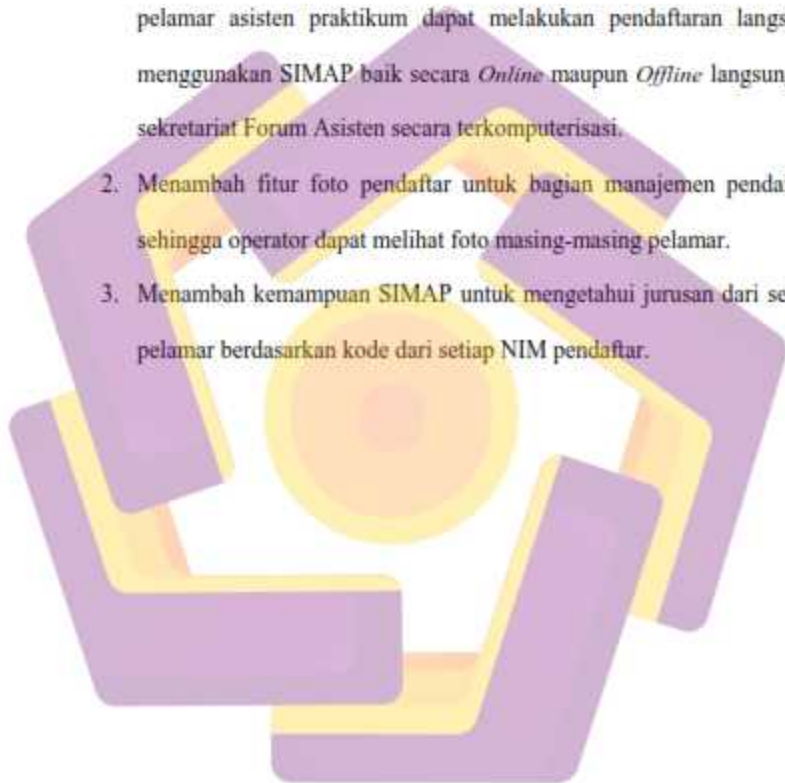 pelamar asisten praktikum dapat melakukan pendaftaran langs
menggunakan SIMAP baik secara Online maupun Offline langsun
sekretariat Forum Asisten secara terkomputerisasi.
2. Menambah fitur foto pendaftar untuk bagian manajemen penda
sehingga operator dapat melihat foto masing-masing pelamar.
3. Menambah kemampuan SIMAP untuk mengetahui jurusan dari se
pelamar berdasarkan kode dari setiap NIM pendaftar.